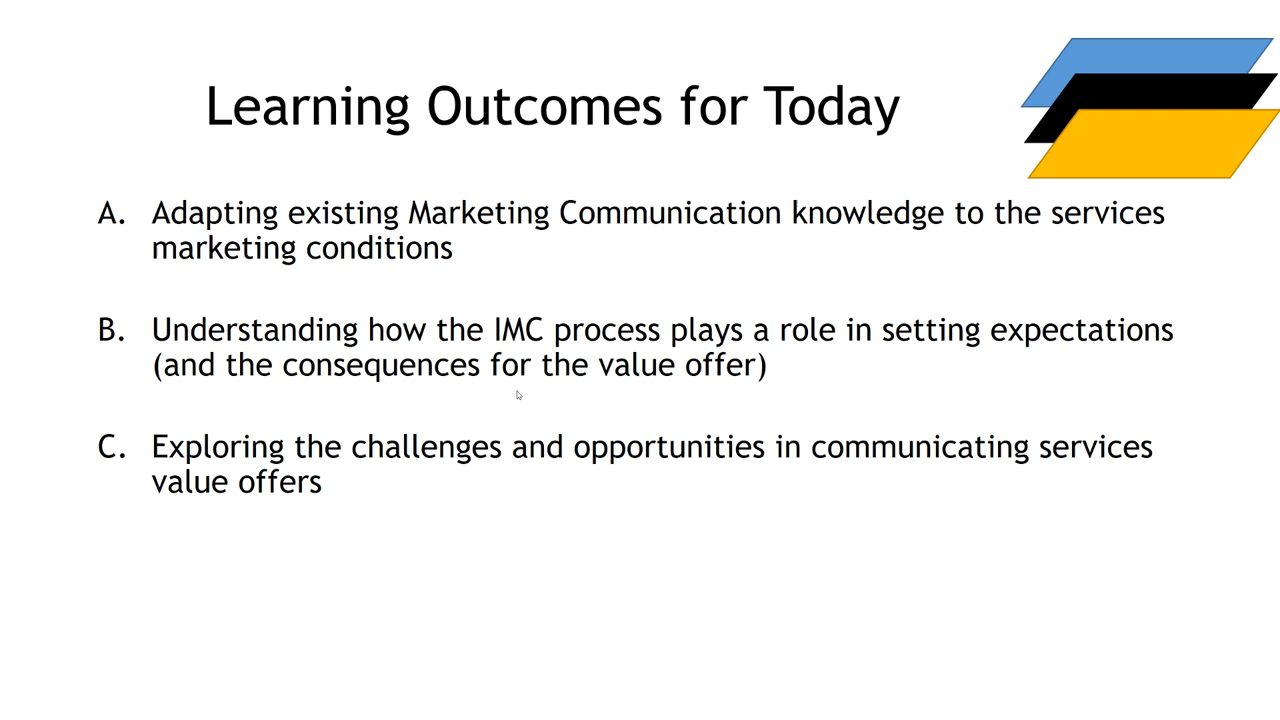 Learning Outcomes for Today
A. Adapting existing Marketing Communication knowledge to the services
marketing conditions
B. Understanding how the IMC process plays a role in setting expectations
(and the consequences for the value offer)
C. Exploring the challenges and opportunities in communicating services
value offers